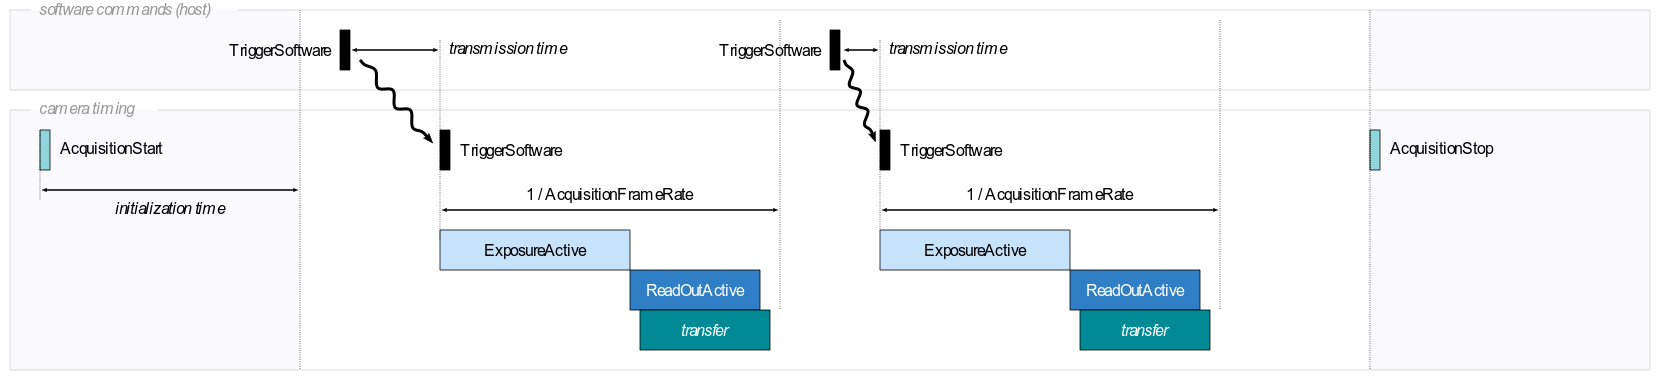 software commands (host)
TriggerSoftware
transmission time
TriggerSoftware
transmission time
camera timing
AcquisitionStart
TriggerSoftware
TriggerSoftware
AcquisitionStop
initialization time
1 / AcquisitionFrameRate
1 / AcquisitionFrameRate
ExposureActive
ExposureActive
ReadOutActive
ReadOutActive
transfer
transfer